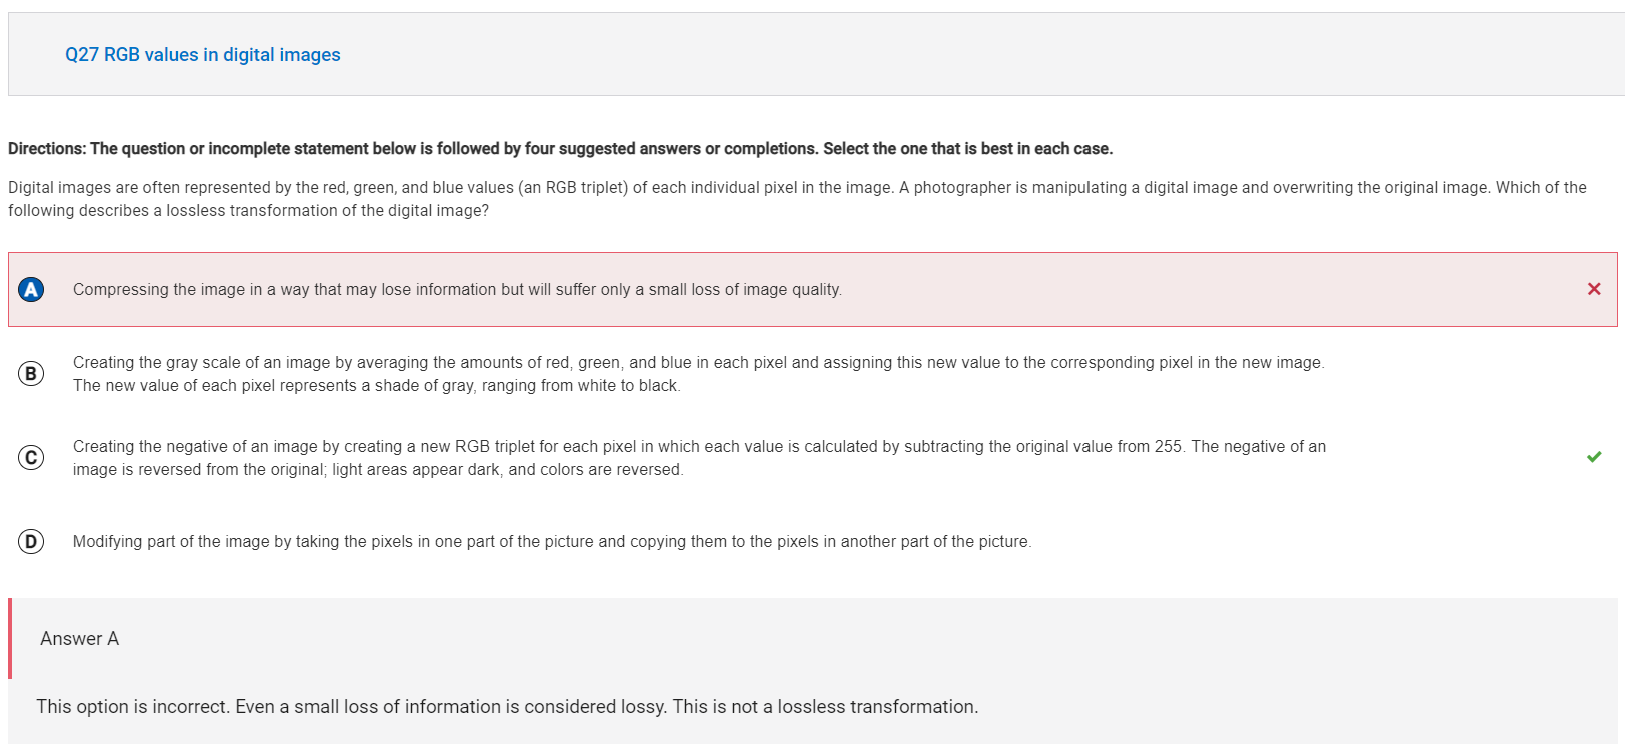 Q27 RGB values in digital images
Directions: The question or incomplete statement below is followed by four suggested answers or completions. Select the one that is best in each case.
Digital images are often represented by the red, green, and blue values (an RGB triplet) of each individual pixel in the image. A photographer is manipulating a digital image and overwriting the original image. Which of the
following describes a lossless transformation of the digital image?
A Compressing the image in a way that may lose information but will suffer only a small loss of image quality.
B Creating the gray scale of an image by averaging the amounts of red, green, and blue in each pixel and assigning this new value to the corresponding pixel in the new image.
The new value of each pixel represents a shade of gray, ranging from white to black.
C Creating the negative of an image by creating a new RGB triplet for each pixel in which each value is calculated by subtracting the original value from 255. The negative of an
image is reversed from the original; light areas appear dark, and colors are reversed.
D Modifying part of the image by taking the pixels in one part of the picture and copying them to the pixels in another part of the picture.
Answer A
This option is incorrect. Even a small loss of information is considered lossy. This is not a lossless transformation.